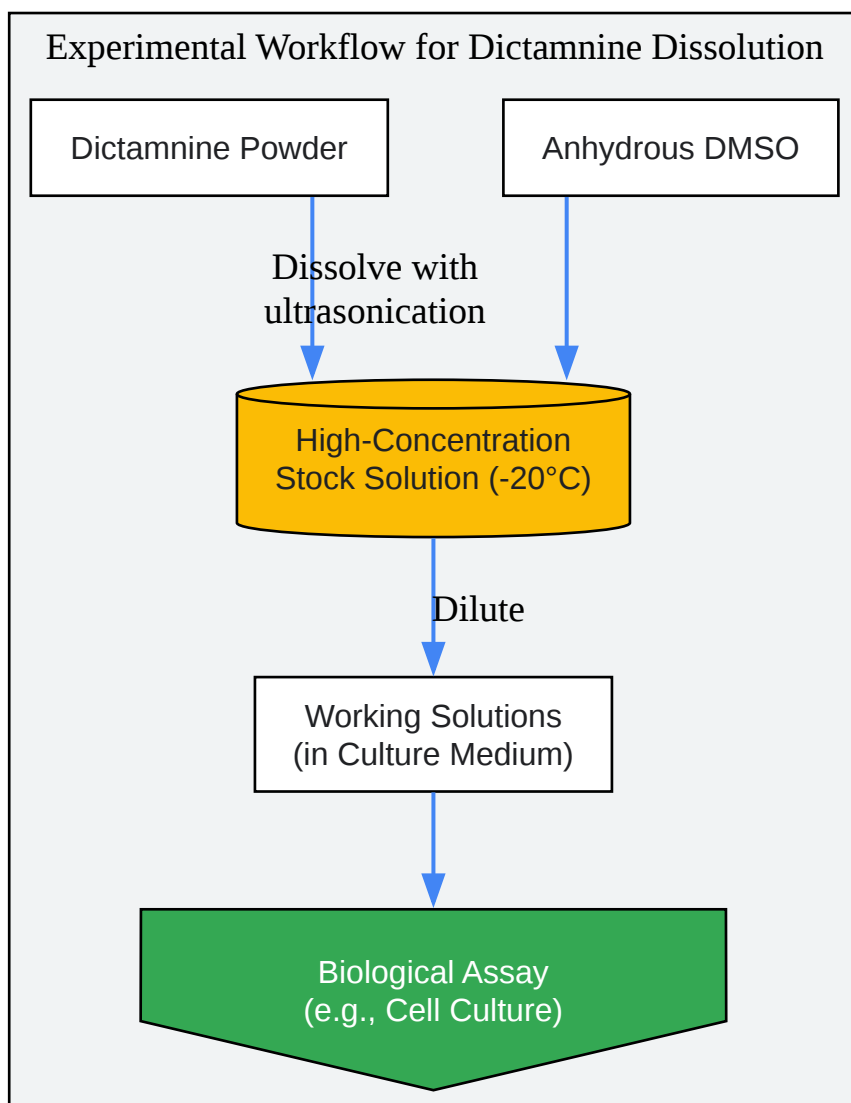 Experimental Workflow for Dictamnine Dissolution
Dictamnine Powder
Anhydrous DMSO
Dissolve with
ultrasonication
High-Concentration
Stock Solution (-20°C)
Dilute
Working Solutions
(in Culture Medium)
Biological Assay
(e.g., Cell Culture)